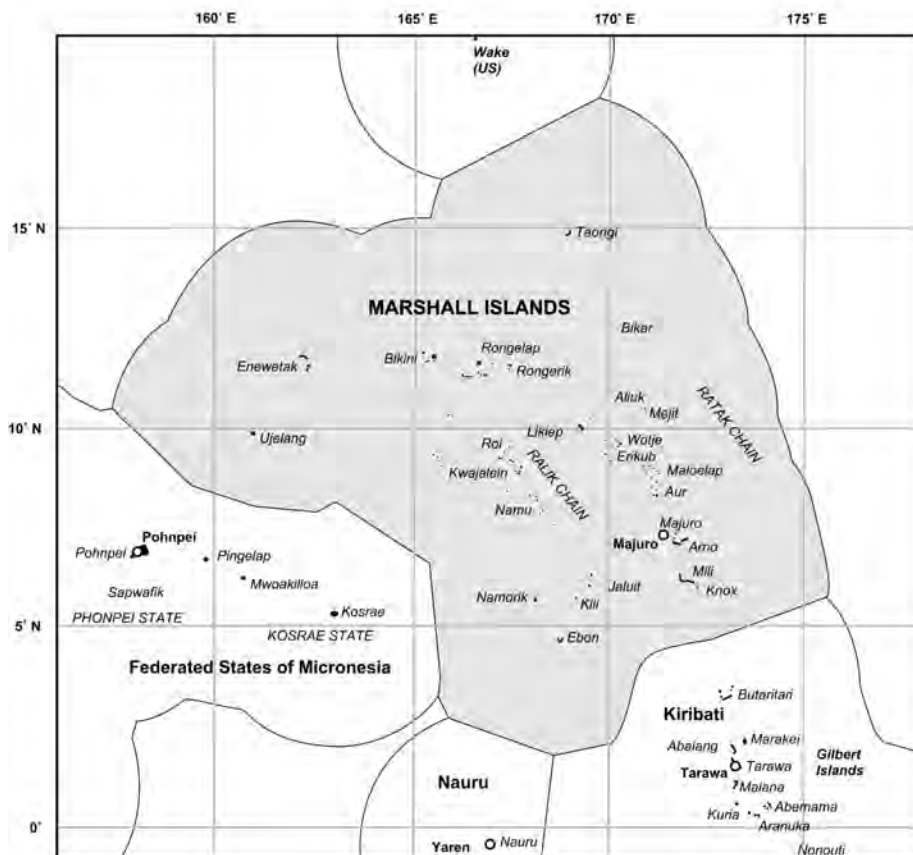 160° E
165° E
170° E
175° E
Wake
(US)
15° N
Taongi
MARSHALL ISLANDS
Bikar
Enewetak
Bikini
Rongelap
Rongerik
Ailuk
Mejit
RATAK CHAIN
10° N
Ujelang
Likiep
Wotje
Roi
Erikub
RALIK CHAIN
Kwajalein
Maloelap
Aur
Namu
Majuro
Majuro
Arno
Pohnpei
Pohnpei
Pingelap
Mwoakilloa
Mili
Knox
Sapwafik
Jaluit
Namorik
Kili
PHONPEI STATE
Kosrae
KOSRAE STATE
5° N
Ebon
Federated States of Micronesia
Butaritari
Kiribati
Marakei
Abaiang
Gilbert
Islands
Tarawa
Tarawa
Maiana
Nauru
Kuria
Abemama
Aranuka
0°
Yaren
Nauru
Nonouti